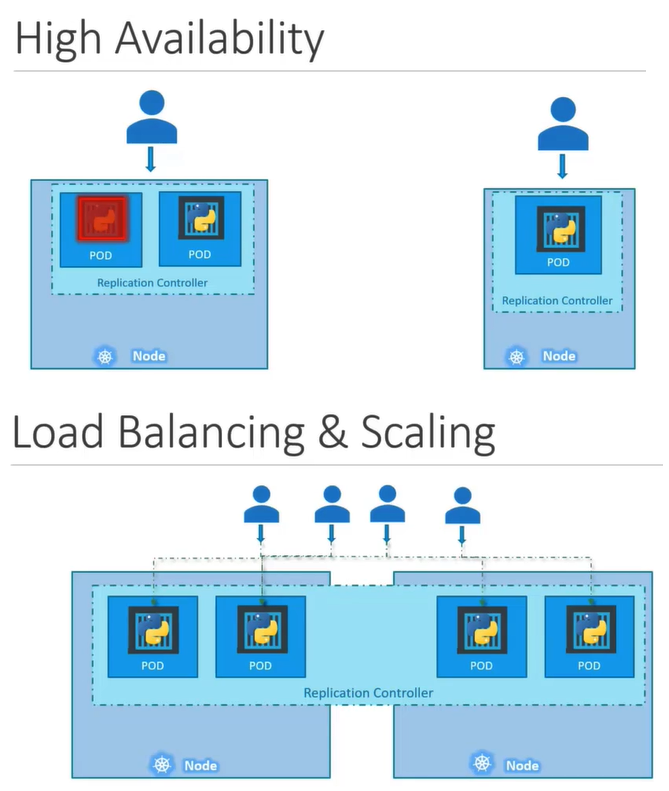 High Availability
POD
POD
Replication Controller
Node
POD
Replication Controller
Node
Load Balancing & Scaling
POD
POD
POD
POD
Replication Controller
Node
Node